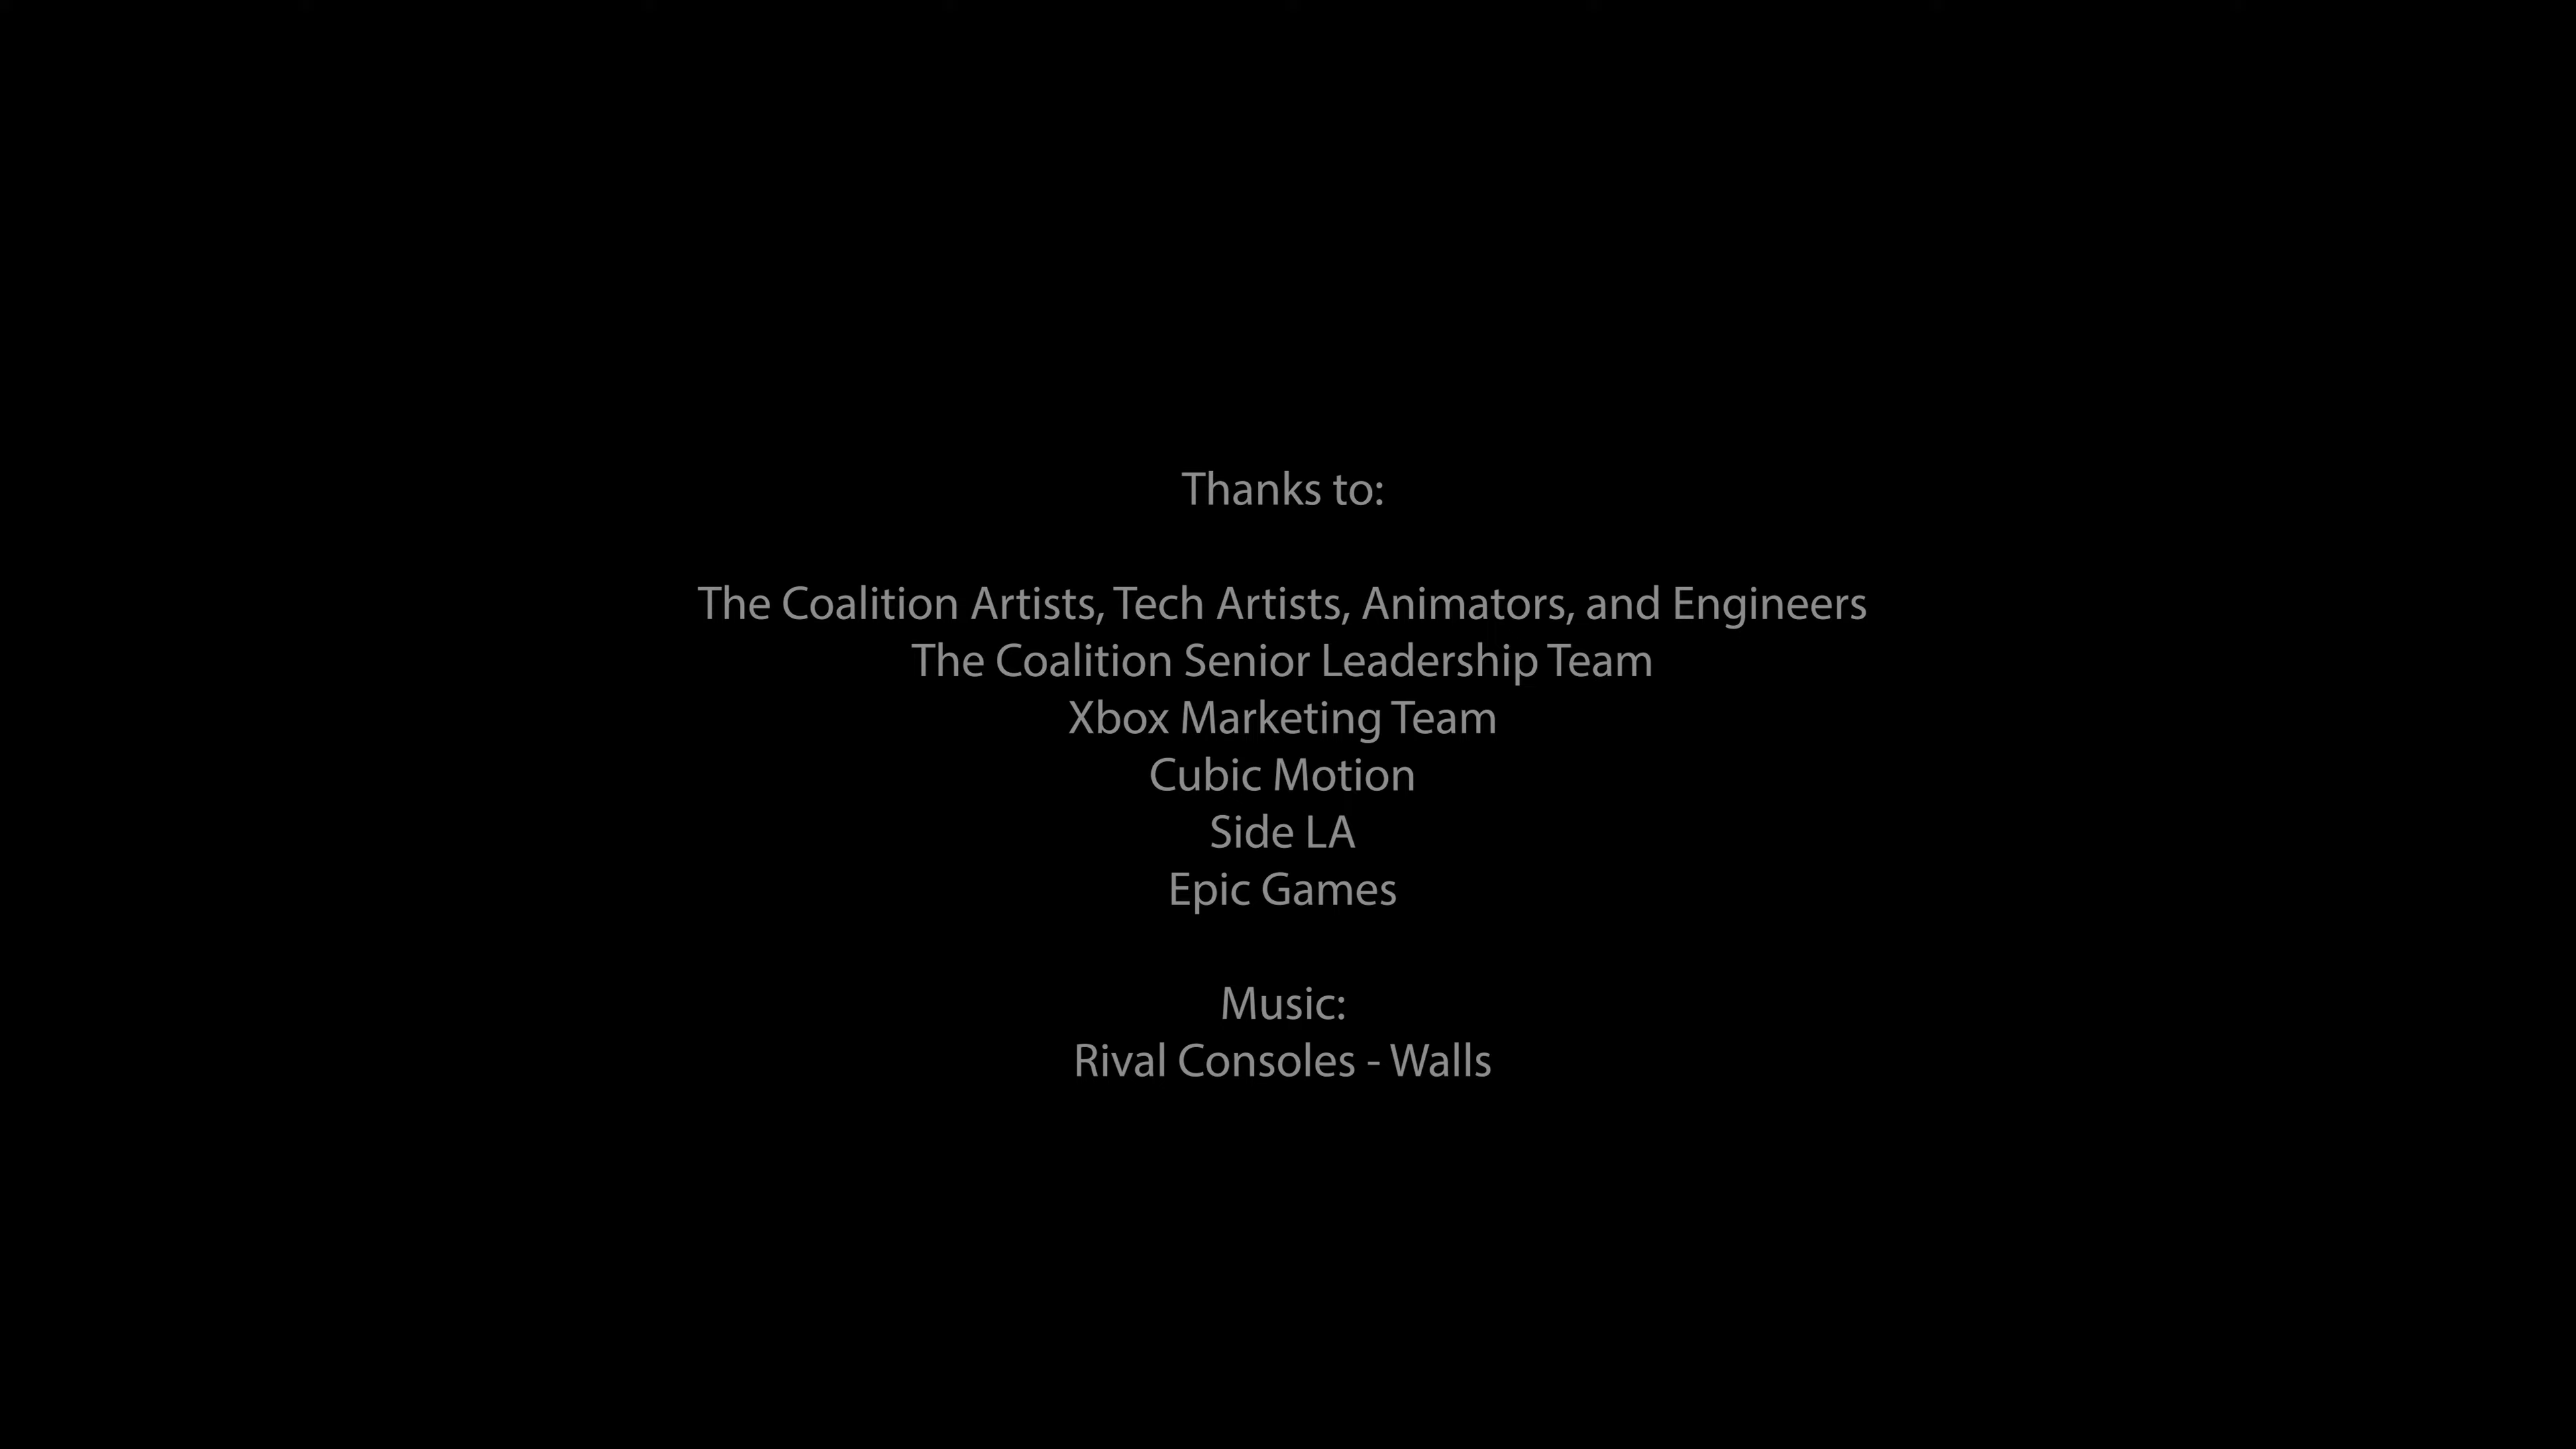 Thanks to:
The Coalition Artists, Tech Artists, Animators, and Engineers
The Coalition Senior Leadership Team
Xbox Marketing Team
Cubic Motion
Side LA
Epic Games
Music:
Rival Consoles - Walls